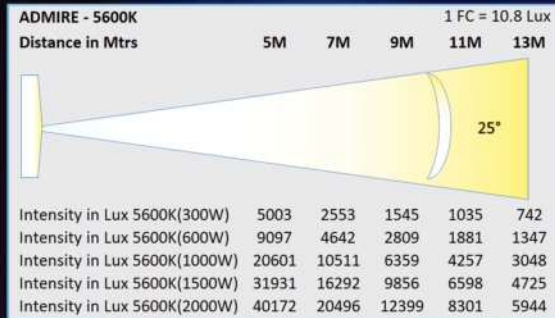 ADMIRE - 5600K 1 FC = 10.8 Lux
Distance in Mtrs 5M 7M 9M 11M 13M
25°
Intensity in Lux 5600K(300W) 5003 2553 1545 1035 742
Intensity in Lux 5600K(600W) 9097 4642 2809 1881 1347
Intensity in Lux 5600K(1000W) 20601 10511 6359 4257 3048
Intensity in Lux 5600K(1500W) 31931 16292 9856 6598 4725
Intensity in Lux 5600K(2000W) 40172 20496 12399 8301 5944